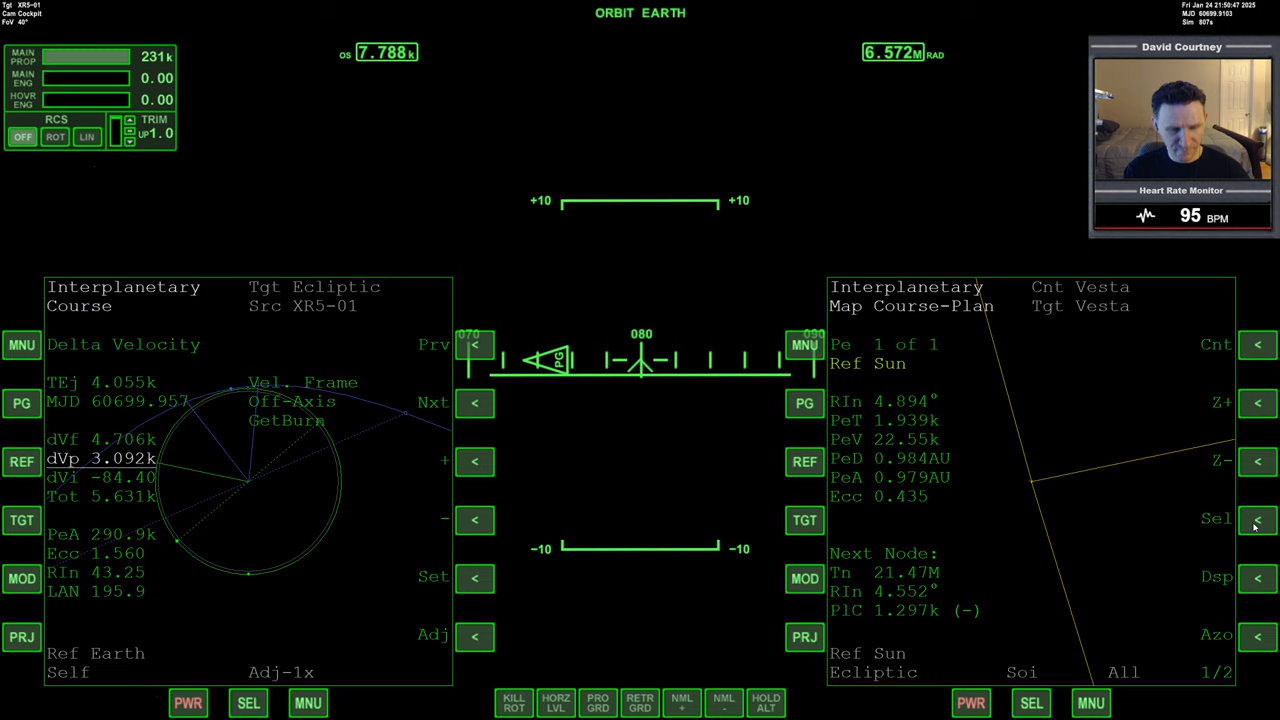 Tgt XR5-01
Cam Cockpit
FoV 40°
ORBIT EARTH
Fri Jan 24 21:50:47 2025
MJD 60699.9103
Sim 807s
MAIN PROP 231k
MAIN ENG 0.00
HOVR ENG 0.00
RCS TRIM
OFF ROT LIN UP 1.0
OS 7.788k
6.572M RAD
David Courtney
Heart Rate Monitor
95 BPM
+10 +10
070 080 090
PG
-10 -10
Interplanetary Tgt Ecliptic
Course Src XR5-01
MNU Delta Velocity Prv <
TEj 4.055k Vel. Frame
PG MJD 60699.957 Off-Axis Nxt <
GetBurn
dVf 4.706k
REF dVp 3.092k + <
dVi -84.40
Tot 5.631k
TGT - <
PeA 290.9k
Ecc 1.560
MOD RIn 43.25 Set <
LAN 195.9
PRJ Adj <
Ref Earth
Self Adj-1x
PWR SEL MNU
Interplanetary Cnt Vesta
Map Course-Plan Tgt Vesta
MNU Pe 1 of 1 Cnt <
Ref Sun
PG RIn 4.894° Z+ <
PeT 1.939k
PeV 22.55k
REF PeD 0.984AU Z- <
PeA 0.979AU
Ecc 0.435
TGT Sel <
Next Node:
MOD Tn 21.47M Dsp <
RIn 4.552°
PlC 1.297k (-)
PRJ Azo <
Ref Sun
Ecliptic Soi All 1/2
PWR SEL MNU
KILL ROT
HORZ LVL
PRO GRD
RETR GRD
NML +
NML -
HOLD ALT